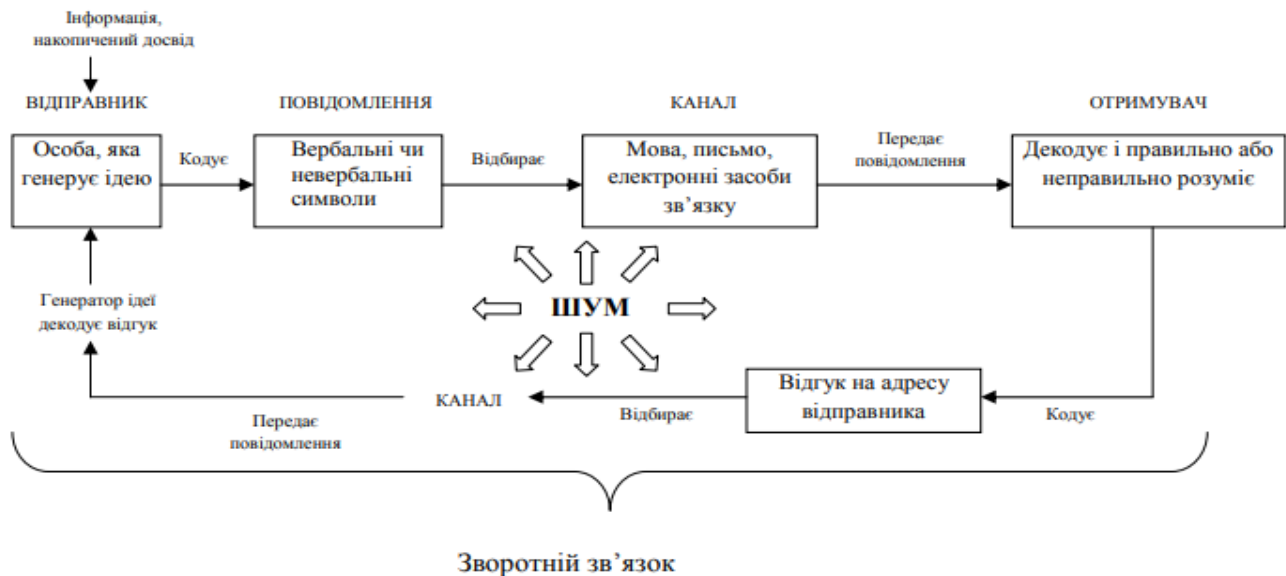 Інформація,
накопичений досвід
ВІДПРАВНИК
ПОВІДОМЛЕННЯ
КАНАЛ
ОТРИМУВАЧ
Особа, яка
генерує ідею
Кодує
Вербальні чи
невербальні
символи
Відбирає
Мова, письмо,
електронні засоби
зв’язку
Передає
повідомлення
Декодує і правильно або
неправильно розуміє
Генератор ідеї
декодує відгук
ШУМ
Передає
повідомлення
КАНАЛ
Відбирає
Відгук на адресу
відправника
Кодує
Зворотній зв’язок